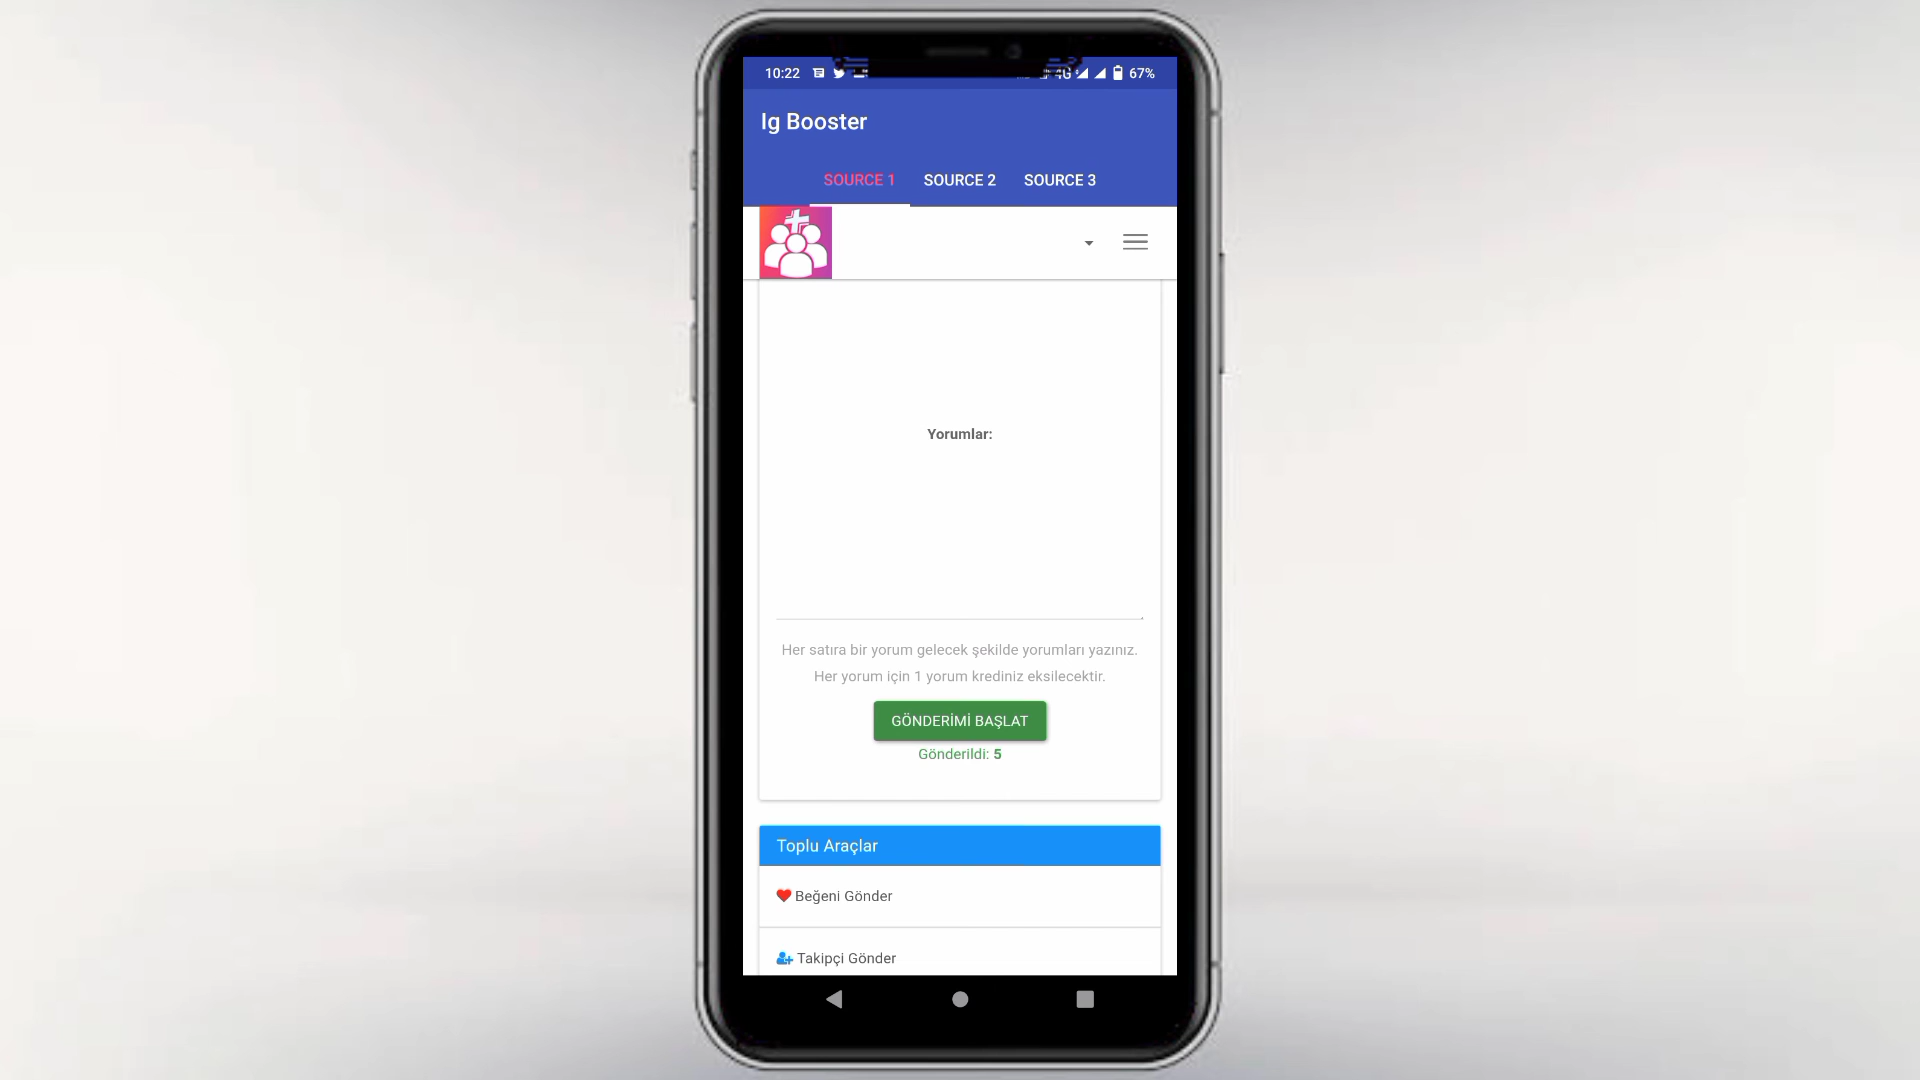 10:22
4G
67%
Ig Booster
SOURCE 1 SOURCE 2 SOURCE 3
Yorumlar:
Her satıra bir yorum gelecek şekilde yorumları yazınız.
Her yorum için 1 yorum krediniz eksilecektir.
GÖNDERİMİ BAŞLAT
Gönderildi: 5
Toplu Araçlar
Beğeni Gönder
Takipçi Gönder